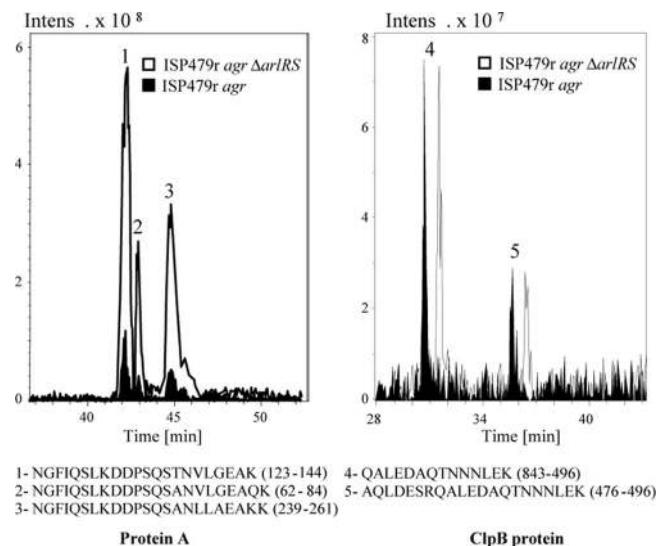 Intens . x 10 8
6
4
2
0
1
2
3
ISP479r agr ΔarlRS
ISP479r agr
40
45
50
Time [min]
1- NGFIQSLKDDPSQSTNVLGEAK (123-144)
2- NGFIQSLKDDPSQSANVLGEAQK (62-84)
3- NGFIQSLKDDPSQSANLLAEAKK (239-261)
Protein A
Intens . x 10 7
8
6
4
2
0
4
5
ISP479r agr ΔarlRS
ISP479r agr
28
34
40
Time [min]
4- QALEDAQTNNNLEK (843-496)
5- AQLDESRQALEDAQTNNNLEK (476-496)
ClpB protein